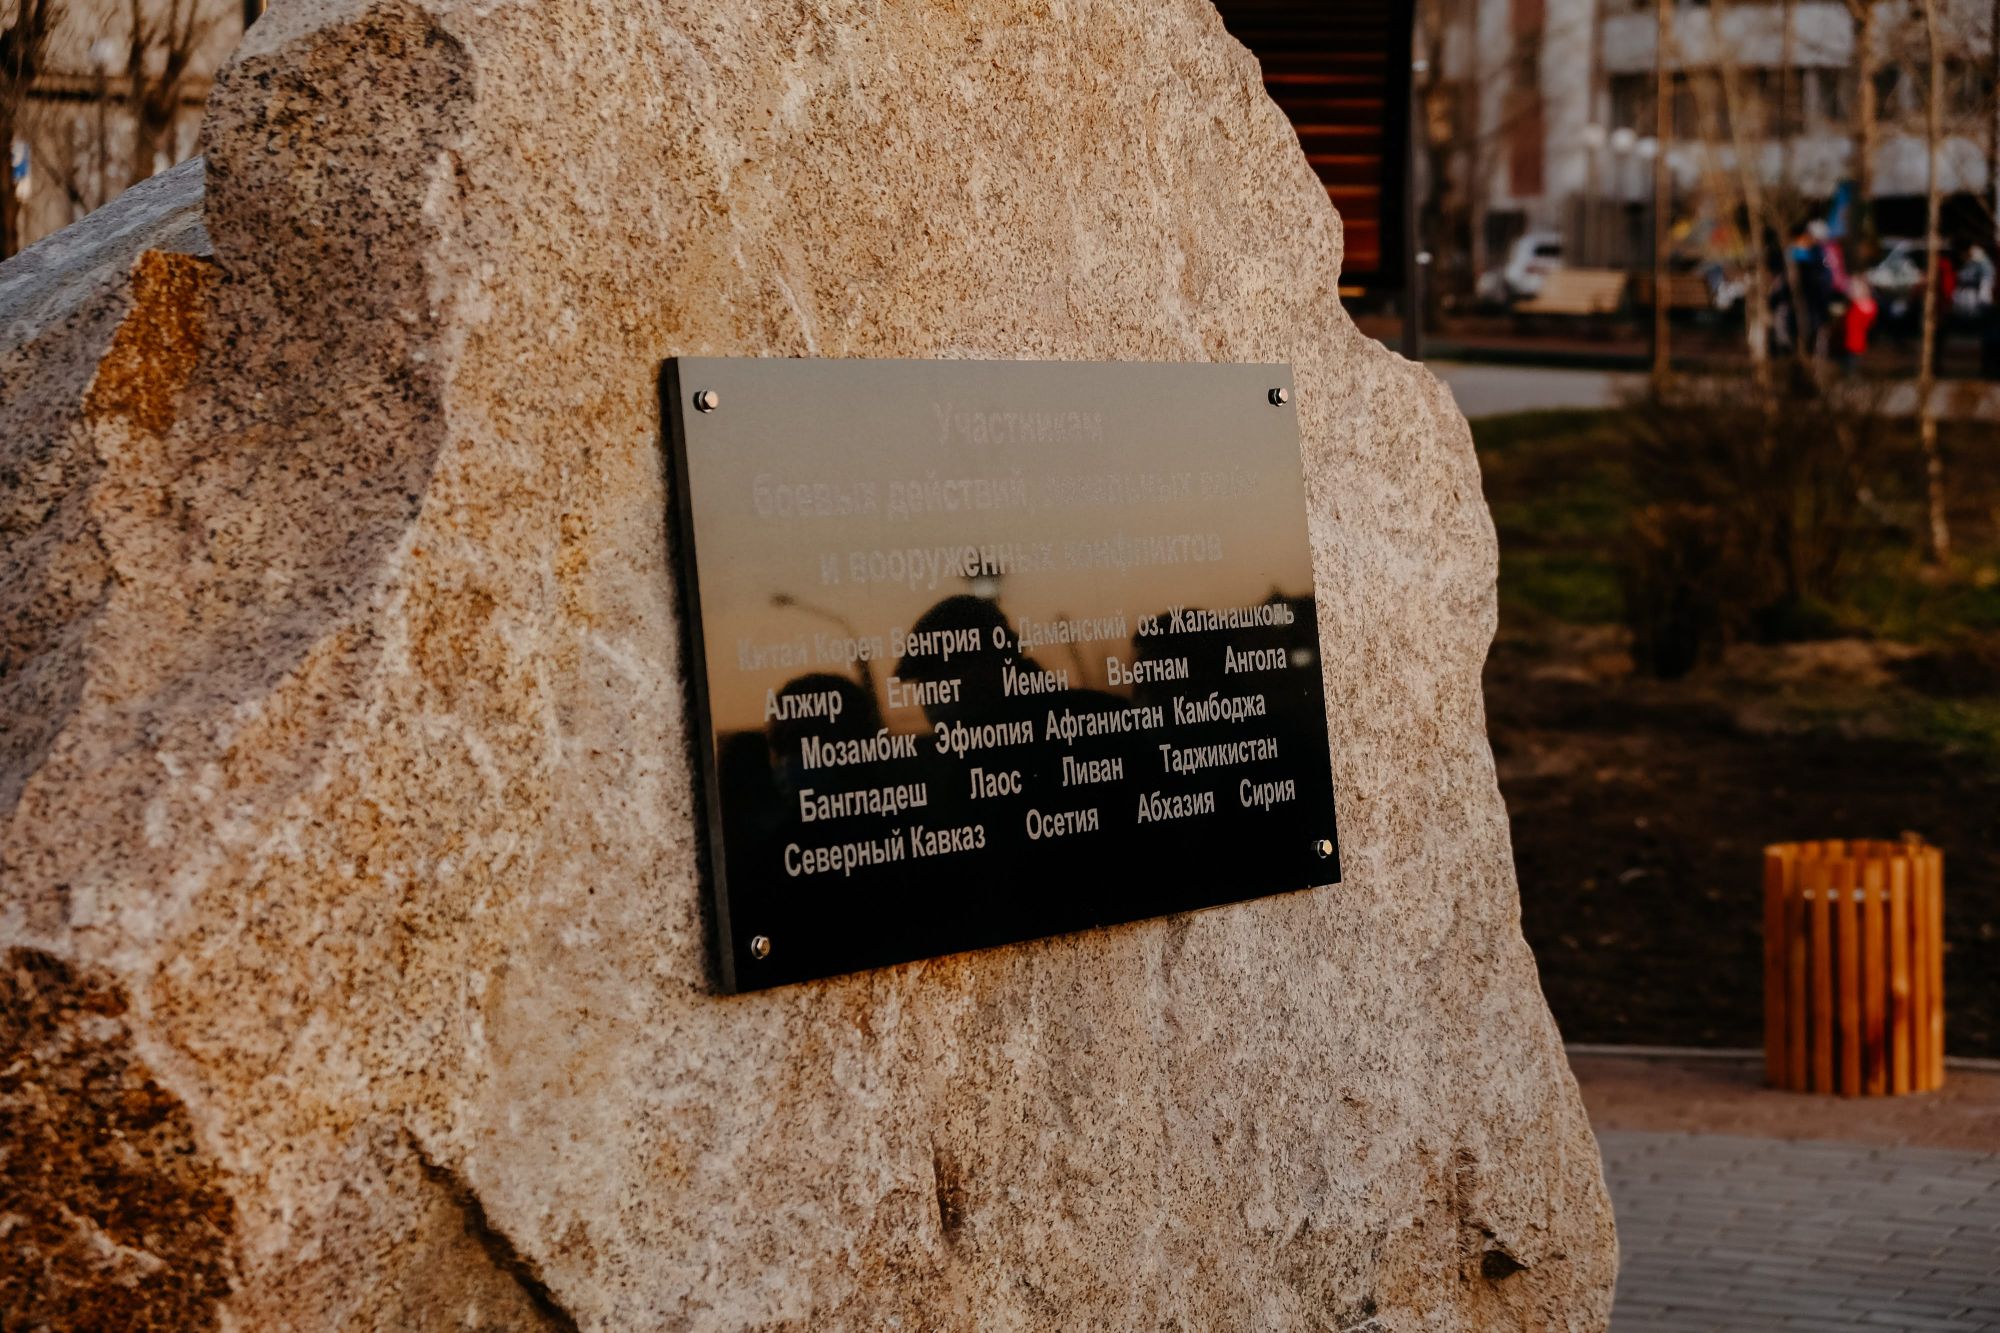 Участникам
боевых действий, локальных войн
и вооруженных конфликтов
Китай Корея Венгрия о. Даманский оз. Жаланашколь
Алжир Египет Йемен Вьетнам Ангола
Мозамбик Эфиопия Афганистан Камбоджа
Бангладеш Лаос Ливан Таджикистан
Северный Кавказ Осетия Абхазия Сирия